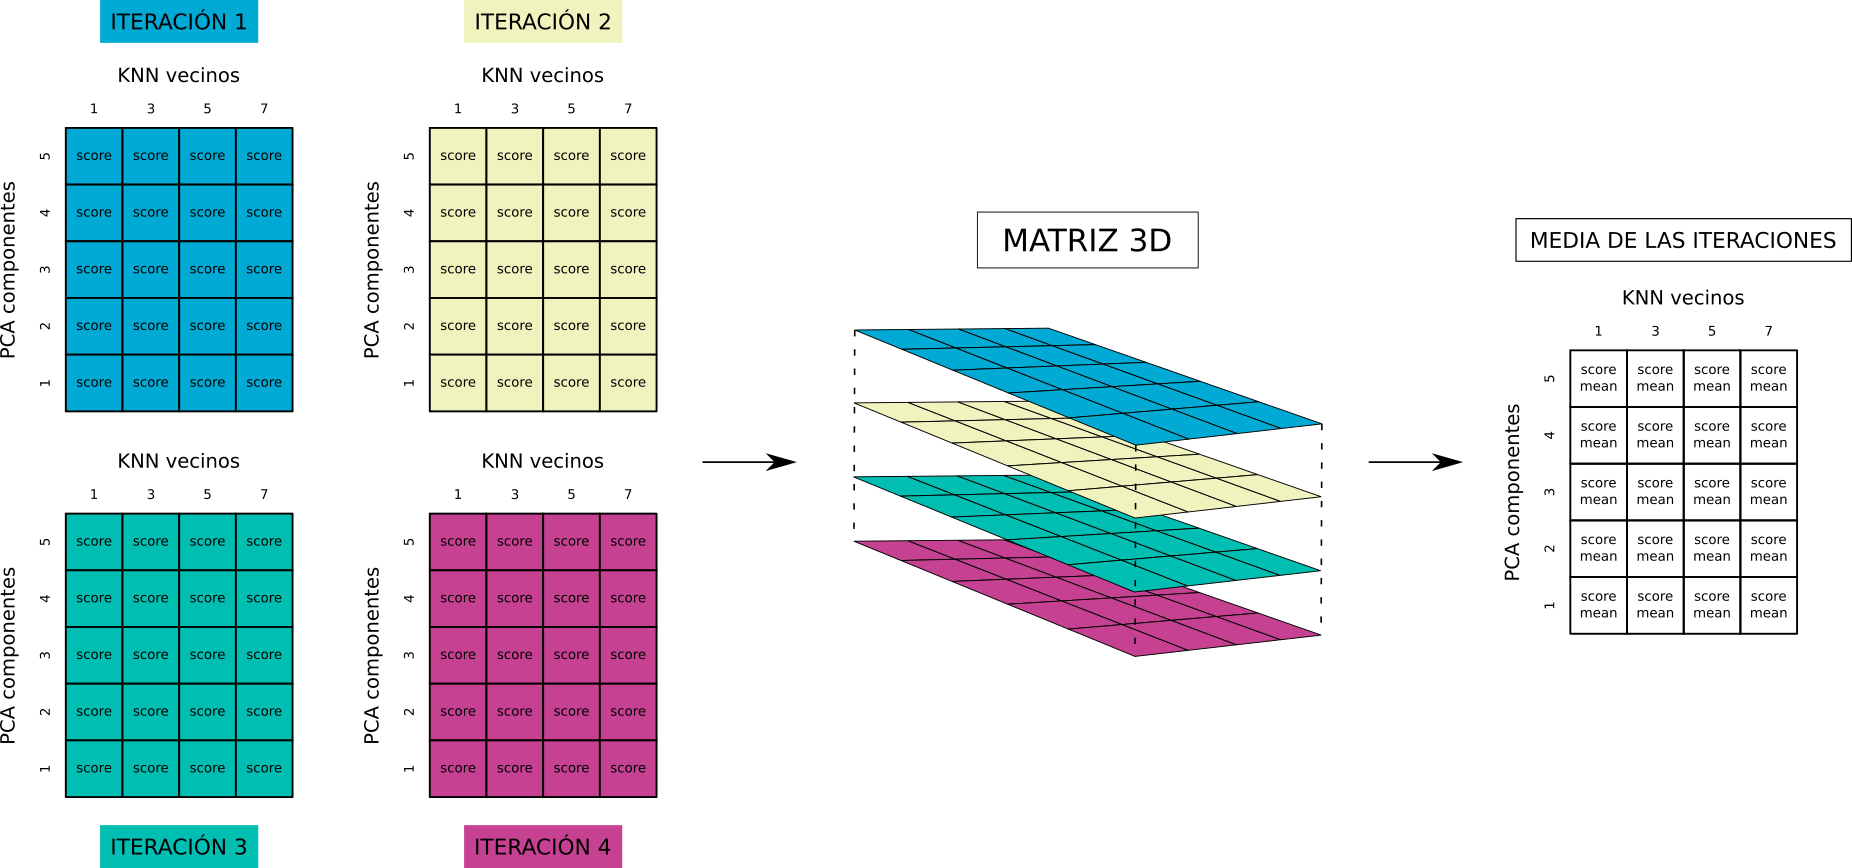 ITERACIÓN 1
KNN vecinos
1 3 5 7
PCA componentes
5 score score score score
4 score score score score
3 score score score score
2 score score score score
1 score score score score
ITERACIÓN 2
KNN vecinos
1 3 5 7
PCA componentes
5 score score score score
4 score score score score
3 score score score score
2 score score score score
1 score score score score
KNN vecinos
1 3 5 7
PCA componentes
5 score score score score
4 score score score score
3 score score score score
2 score score score score
1 score score score score
ITERACIÓN 3
KNN vecinos
1 3 5 7
PCA componentes
5 score score score score
4 score score score score
3 score score score score
2 score score score score
1 score score score score
ITERACIÓN 4
MATRIZ 3D
MEDIA DE LAS ITERACIONES
KNN vecinos
1 3 5 7
PCA componentes
5
score score score score
mean mean mean mean
4
score score score score
mean mean mean mean
3
score score score score
mean mean mean mean
2
score score score score
mean mean mean mean
1
score score score score
mean mean mean mean